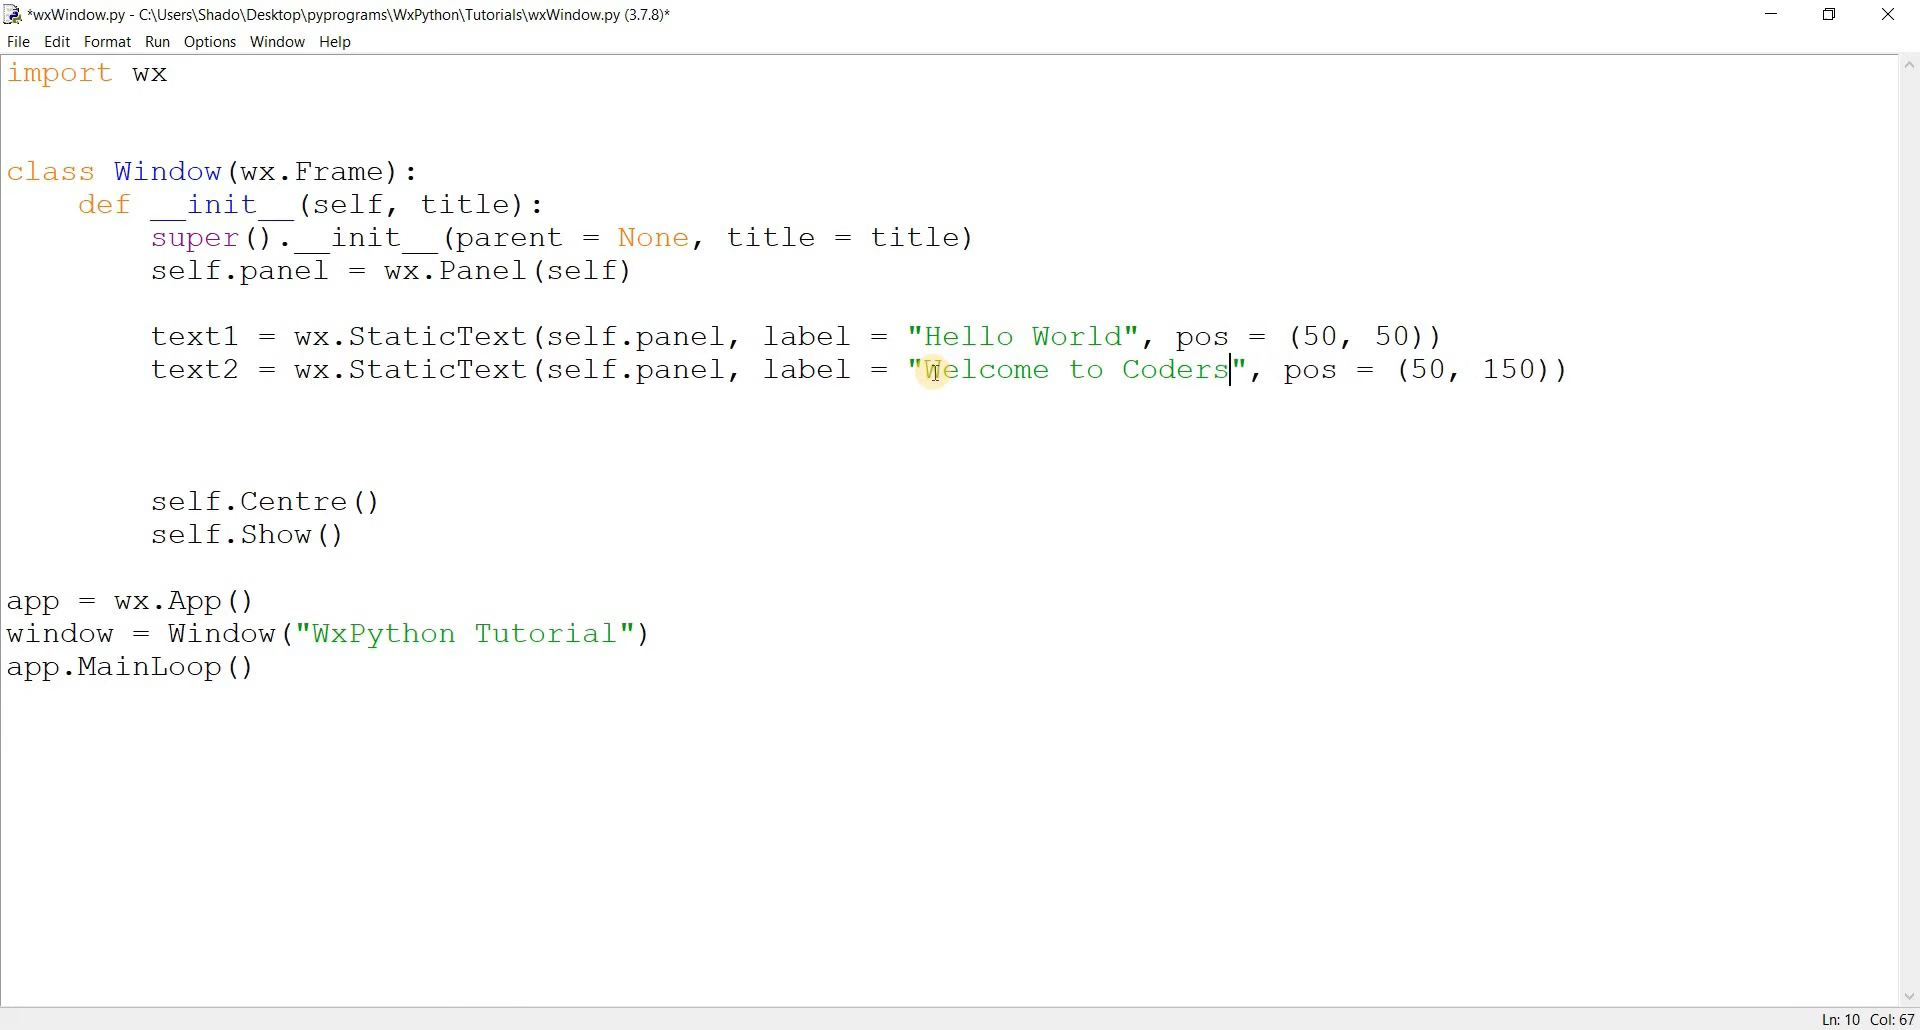 *wxWindow.py - C:\Users\Shado\Desktop\pyprograms\WxPython\Tutorials\wxWindow.py (3.7.8)*
File Edit Format Run Options Window Help
import wx
class Window(wx.Frame):
    def __init__(self, title):
        super().__init__(parent = None, title = title)
        self.panel = wx.Panel(self)
        text1 = wx.StaticText(self.panel, label = "Hello World", pos = (50, 50))
        text2 = wx.StaticText(self.panel, label = "Welcome to Coders", pos = (50, 150))
        self.Centre()
        self.Show()
app = wx.App()
window = Window("WxPython Tutorial")
app.MainLoop()
Ln: 10 Col: 67